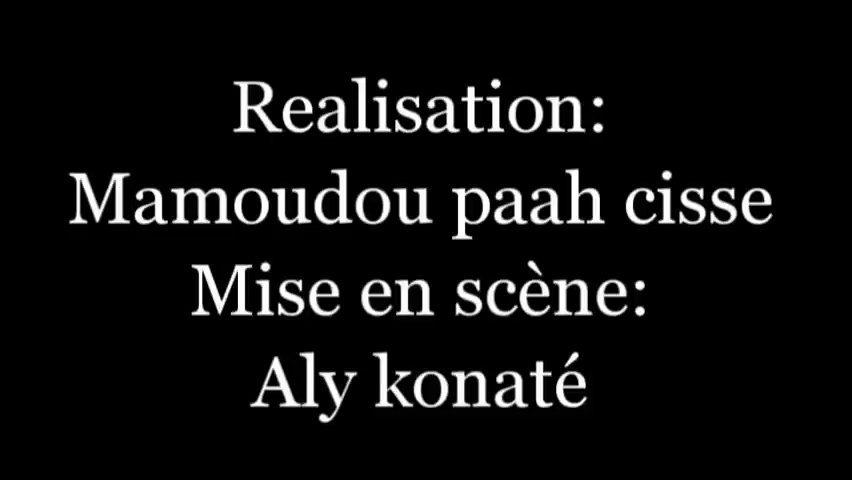 Realisation:
Mamoudou paah cisse
Mise en scène:
Aly konaté